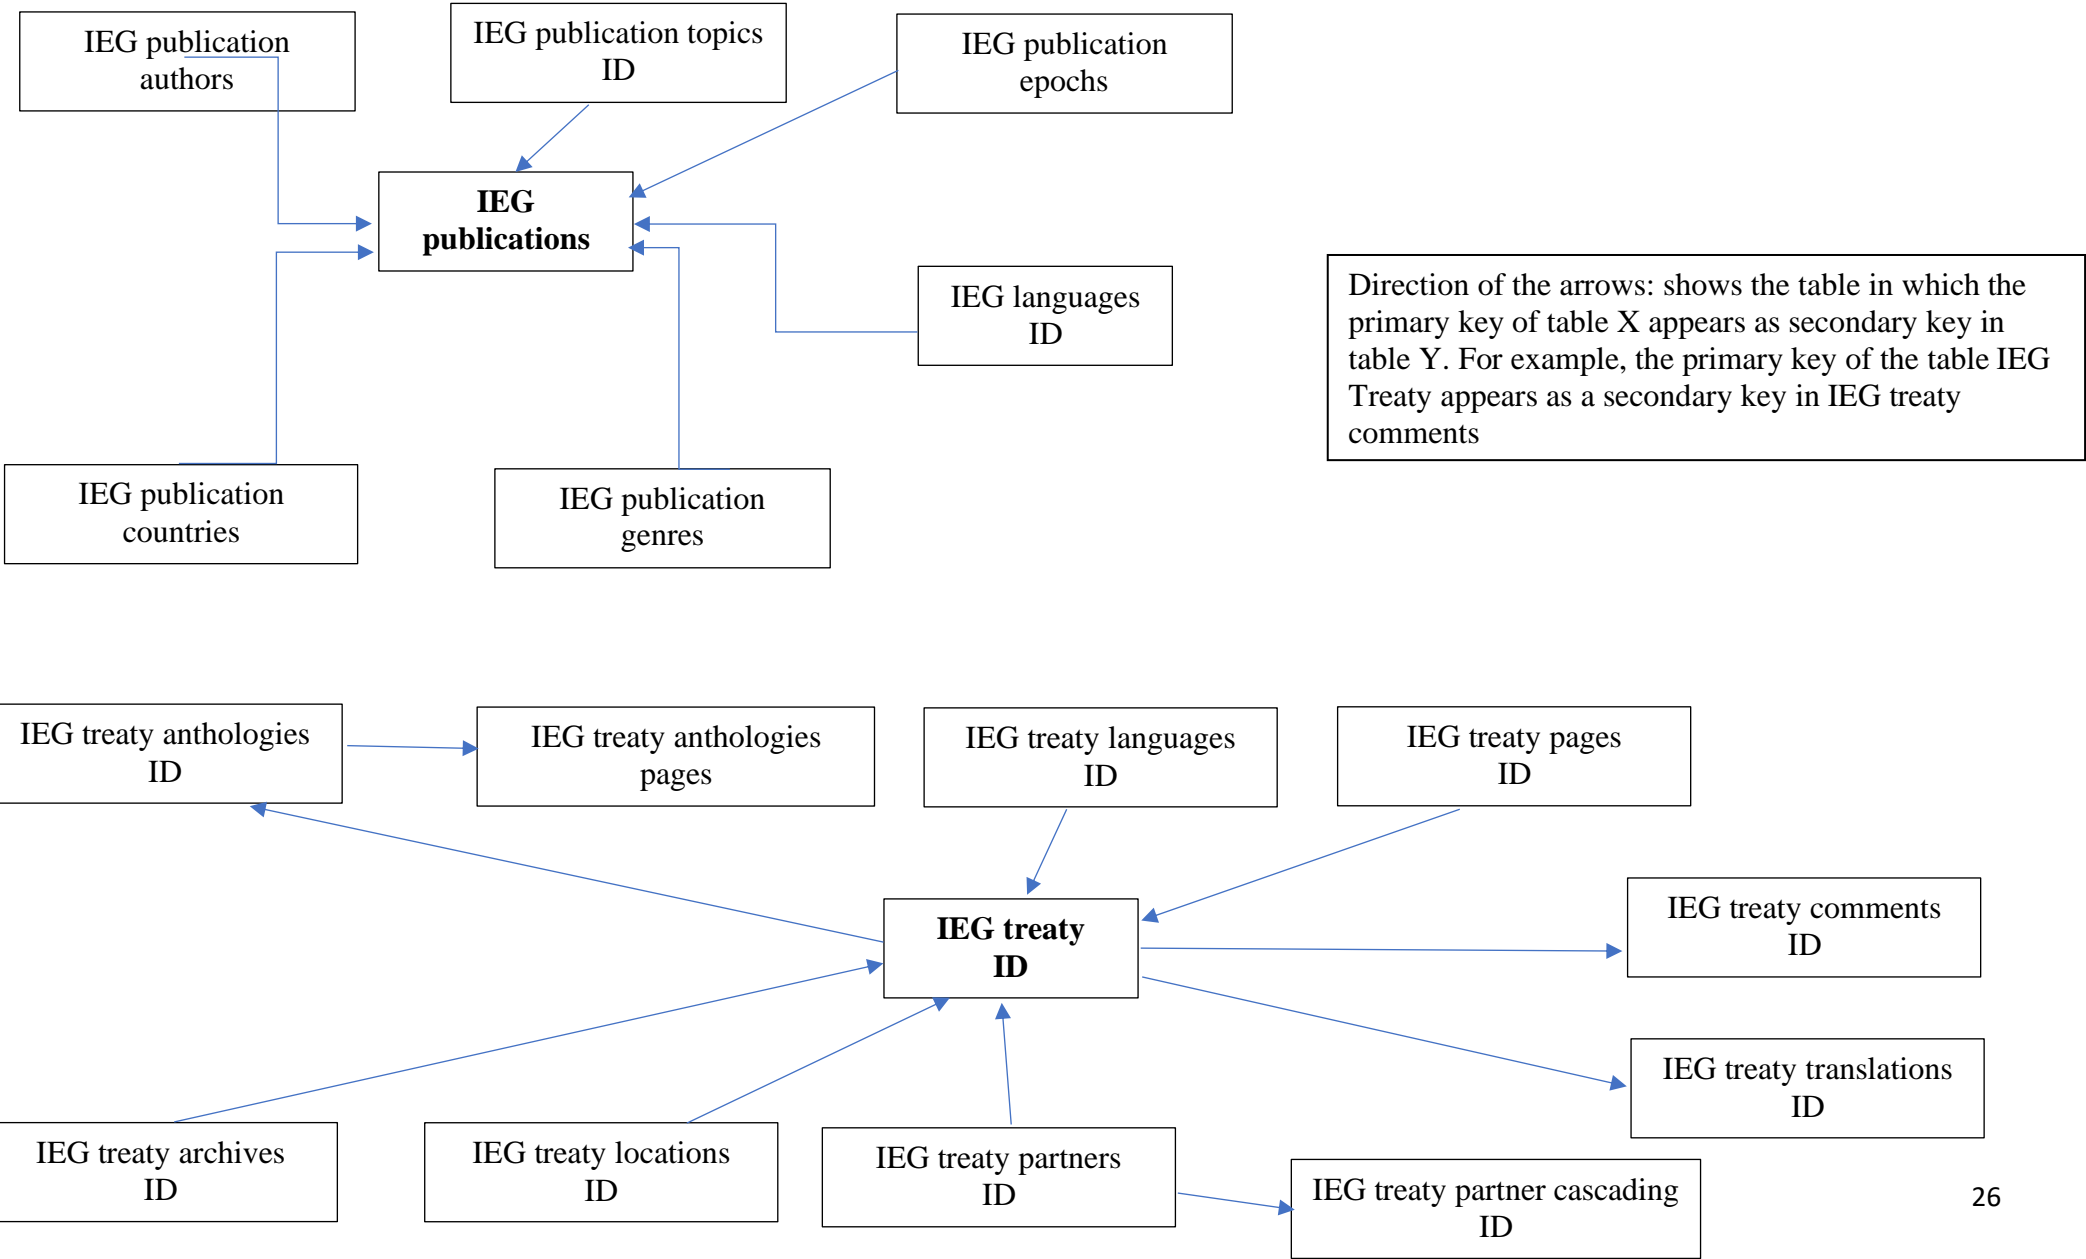 IEG publication
authors
IEG publication topics
ID
IEG publication
epochs
IEG
publications
IEG languages
ID
Direction of the arrows: shows the table in which the
primary key of table X appears as secondary key in
table Y. For example, the primary key of the table IEG
Treaty appears as a secondary key in IEG treaty
comments
IEG publication
countries
IEG publication
genres
IEG treaty anthologies
ID
IEG treaty anthologies
pages
IEG treaty languages
ID
IEG treaty pages
ID
IEG treaty
ID
IEG treaty comments
ID
IEG treaty translations
ID
IEG treaty archives
ID
IEG treaty locations
ID
IEG treaty partners
ID
IEG treaty partner cascading
ID
26